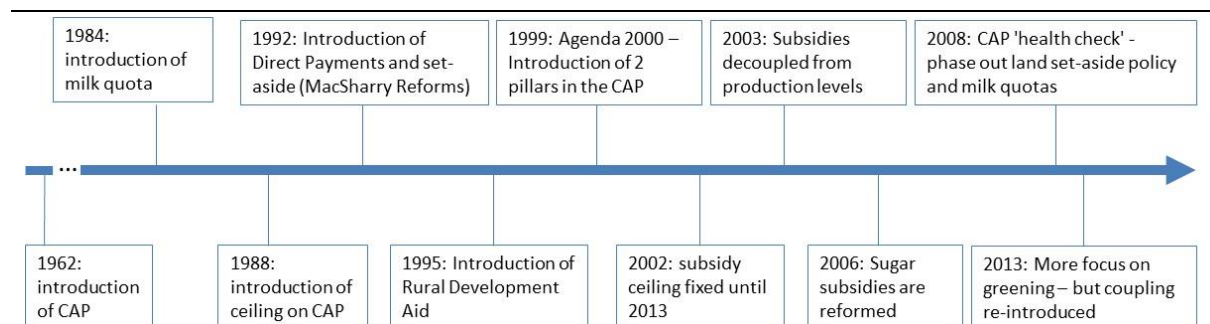 1984:
introduction of
milk quota
1992: Introduction of
Direct Payments and set-
aside (MacSharry Reforms)
1999: Agenda 2000 –
Introduction of 2
pillars in the CAP
2003: Subsidies
decoupled from
production levels
2008: CAP 'health check' -
phase out land set-aside policy
and milk quotas
...
1962:
introduction
of CAP
1988:
introduction of
ceiling on CAP
1995: Introduction of
Rural Development
Aid
2002: subsidy
ceiling fixed until
2013
2006: Sugar
subsidies are
reformed
2013: More focus on
greening – but coupling
re-introduced